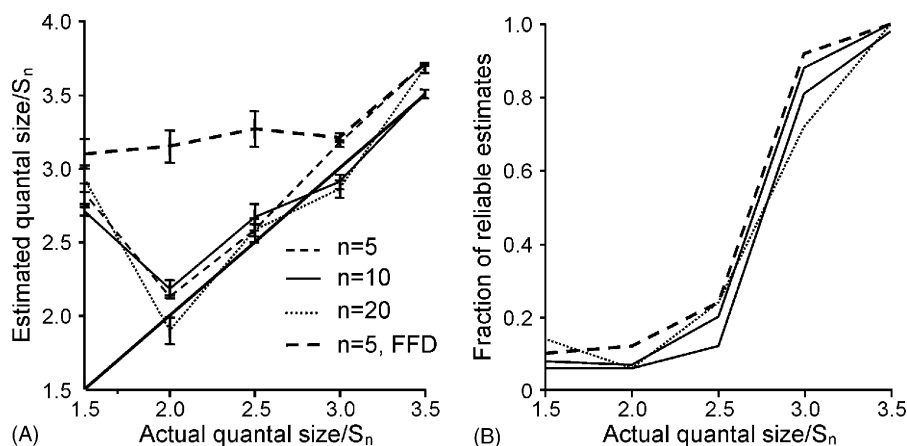 4.0
3.5
3.0
2.5
2.0
1.5
Estimated quantal size/Sn
1.5 2.0 2.5 3.0 3.5
(A) Actual quantal size/Sn
n=5
n=10
n=20
n=5, FFD
1.0
0.8
0.6
0.4
0.2
0
Fraction of reliable estimates
1.5 2.0 2.5 3.0 3.5
(B) Actual quantal size/Sn